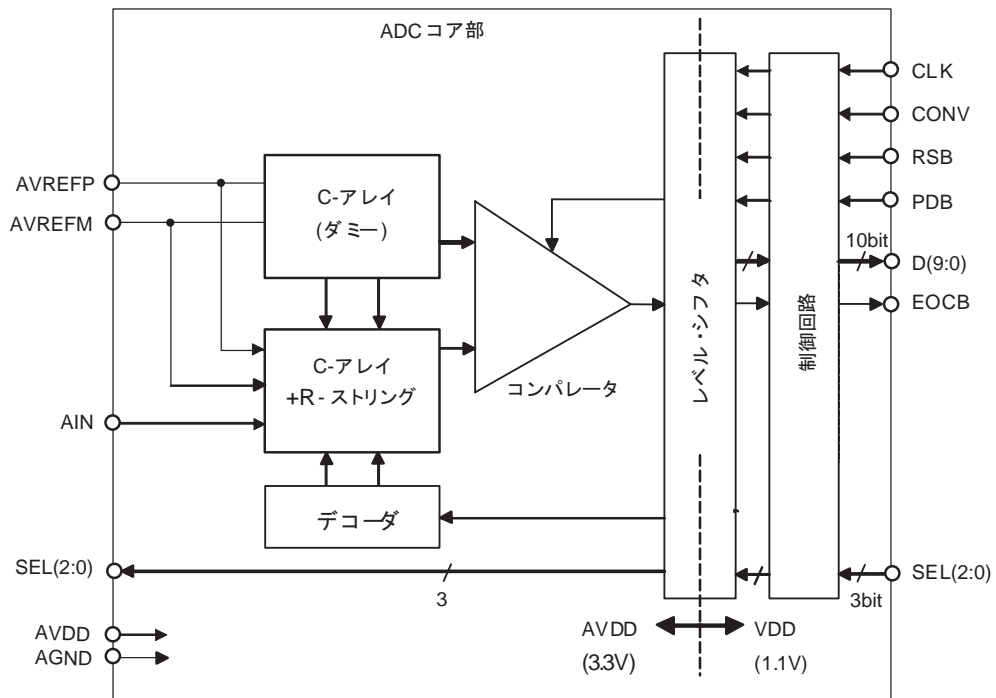 ADCコア部
CLK
CONV
RSB
PDB
10bit
D(9:0)
EOCB
AVREFP
AVREFM
C-アレイ
(ダミー)
C-アレイ
+R-ストリング
コンパレータ
レベル・シフタ
制御回路
AIN
デコーダ
SEL(2:0)
3
SEL(2:0)
3bit
AVDD
AGND
AVDD
(3.3V)
VDD
(1.1V)